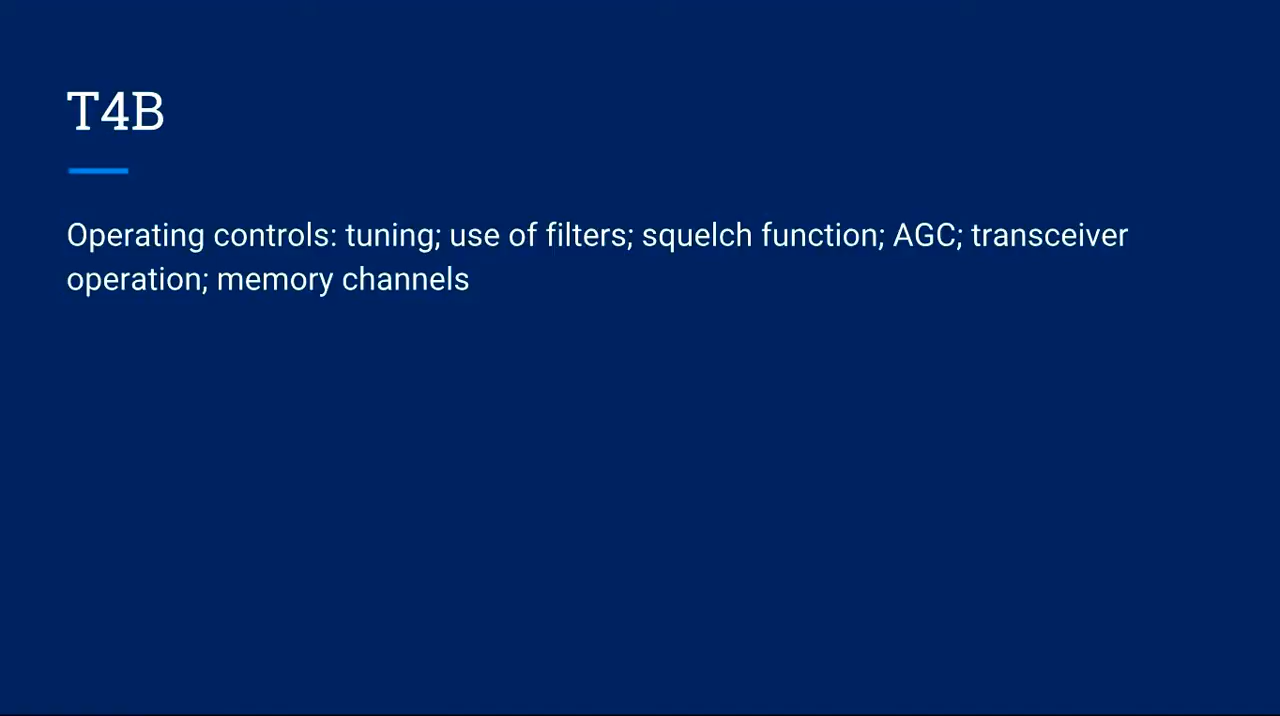 T4B
Operating controls: tuning; use of filters; squelch function; AGC; transceiver
operation; memory channels